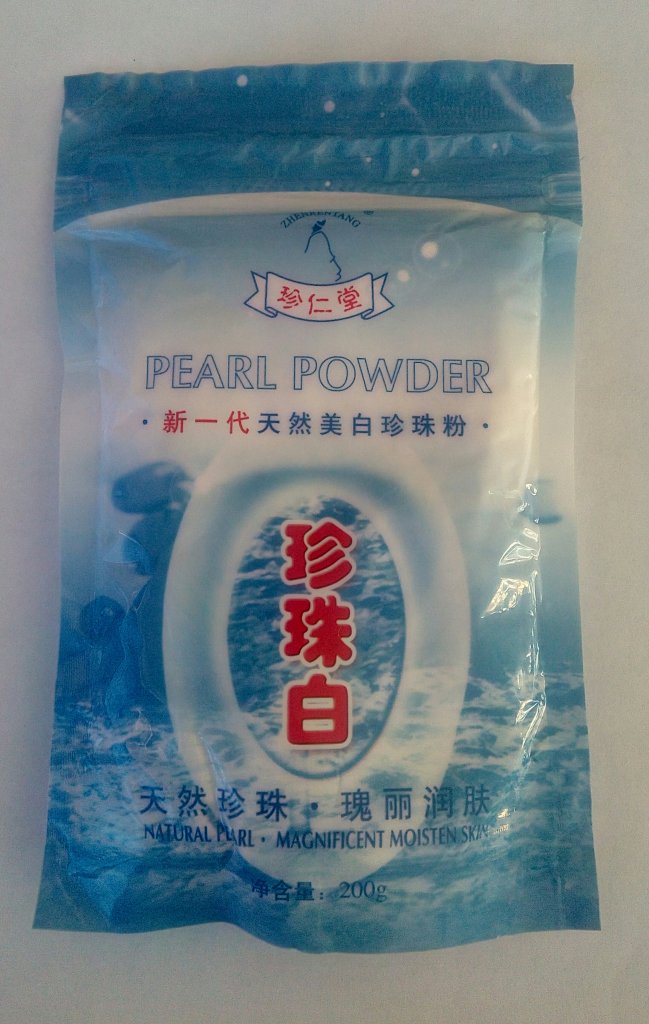 ZHENRENTANG
珍仁堂
PEARL POWDER
·新一代天然美白珍珠粉·
珍
珠
白
天然珍珠·瑰丽润肤
NATURAL PEARL· MAGNIFICENT MOISTEN SKIN
净含量：200g